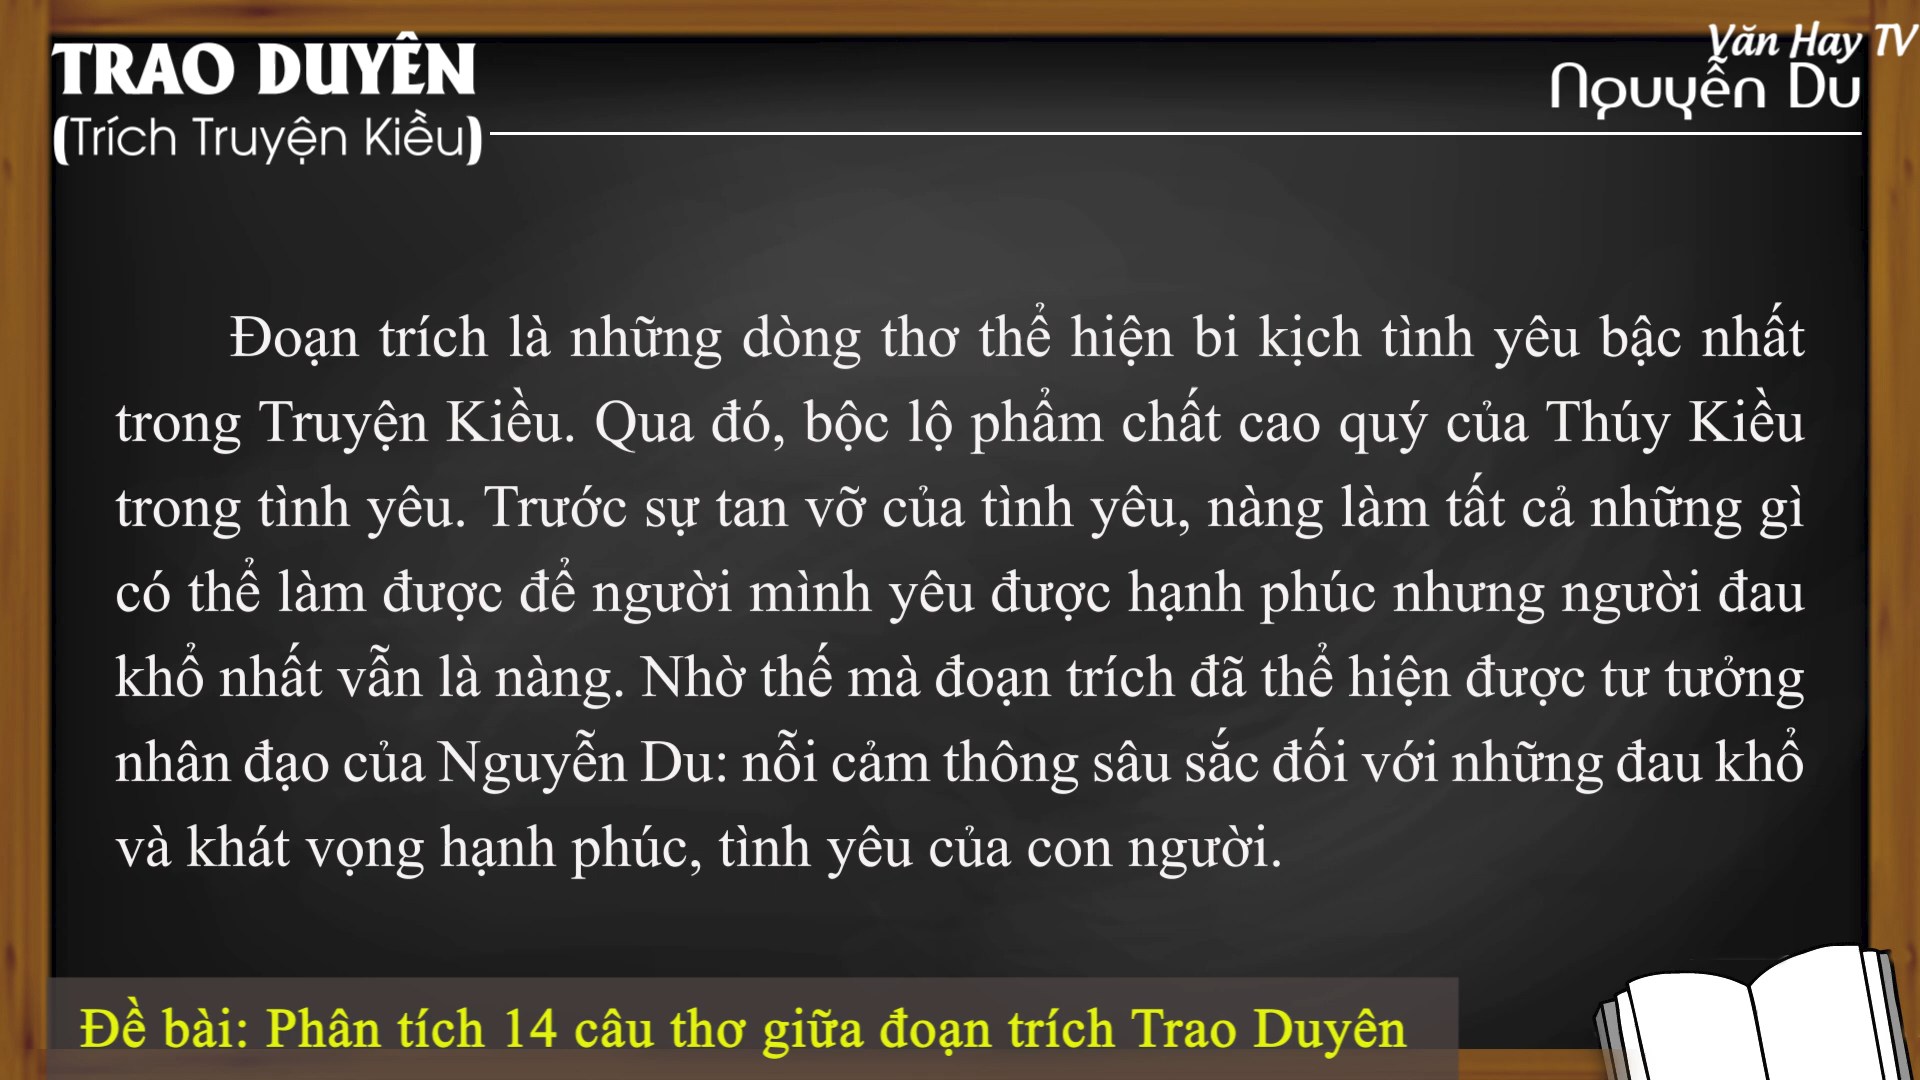 TRAO DUYÊN
(Trích Truyện Kiều)
Văn Hay TV
Nguyễn Du
Đoạn trích là những dòng thơ thể hiện bi kịch tình yêu bậc nhất
trong Truyện Kiều. Qua đó, bộc lộ phẩm chất cao quý của Thúy Kiều
trong tình yêu. Trước sự tan vỡ của tình yêu, nàng làm tất cả những gì
có thể làm được để người mình yêu được hạnh phúc nhưng người đau
khổ nhất vẫn là nàng. Nhờ thế mà đoạn trích đã thể hiện được tư tưởng
nhân đạo của Nguyễn Du: nỗi cảm thông sâu sắc đối với những đau khổ
và khát vọng hạnh phúc, tình yêu của con người.
Đề bài: Phân tích 14 câu thơ giữa đoạn trích Trao Duyên